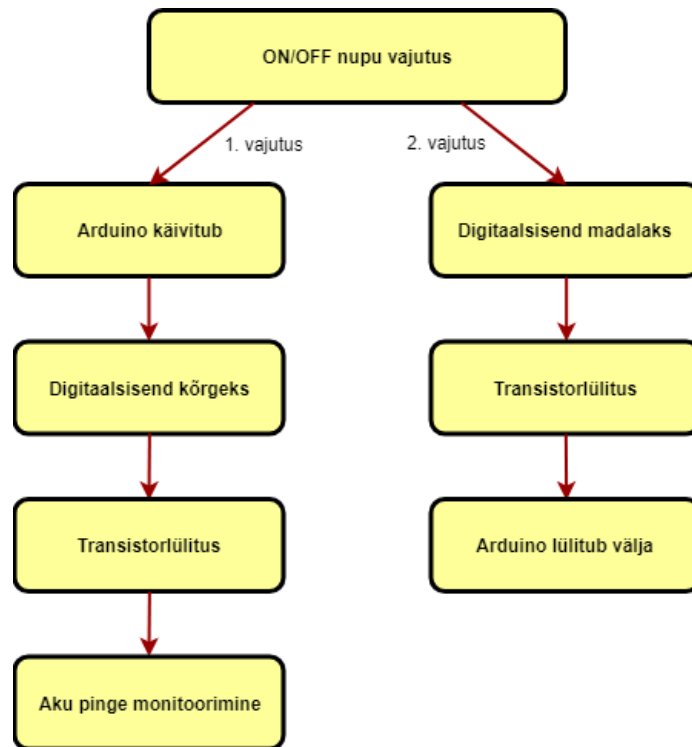 ON/OFF nupu vajutus
1. vajutus
2. vajutus
Arduino käivitub
Digitaalsisend madalaks
Digitaalsisend kõrgeks
Transistorlülitus
Transistorlülitus
Arduino lülitub välja
Aku pinge monitoorimine